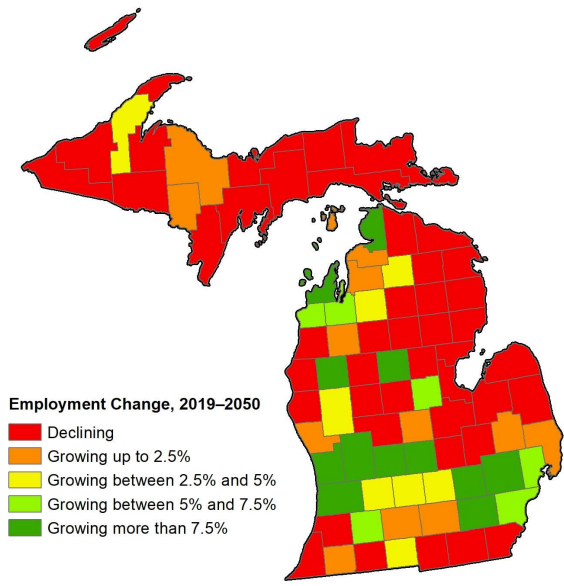 Employment Change, 2019–2050
Declining
Growing up to 2.5%
Growing between 2.5% and 5%
Growing between 5% and 7.5%
Growing more than 7.5%